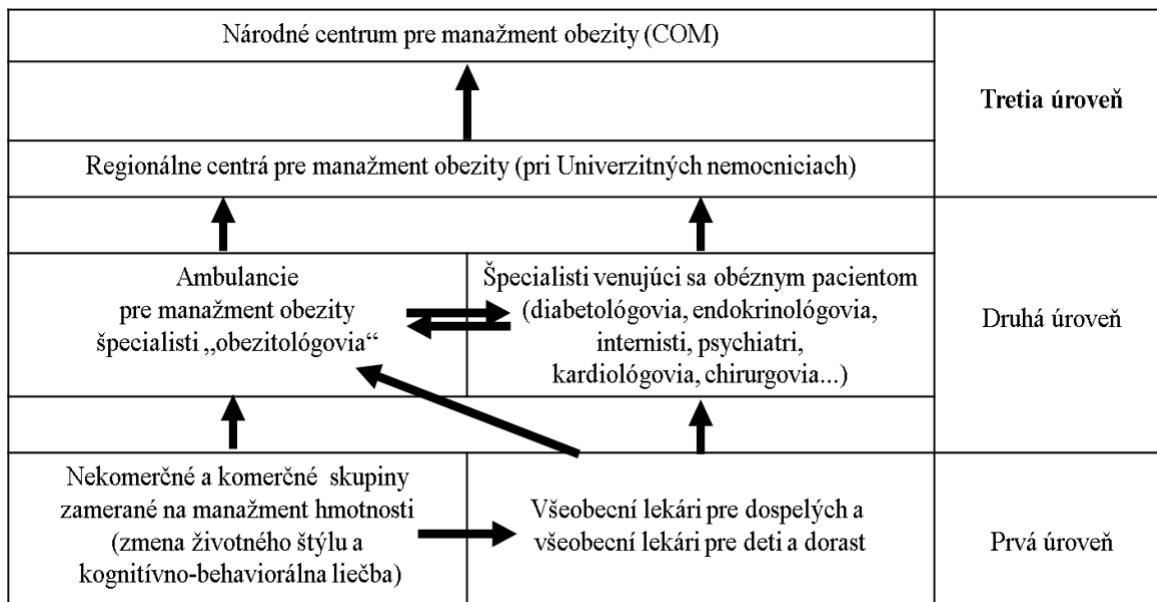 Národné centrum pre manažment obezity (COM)
Tretia úroveň
Regionálne centrá pre manažment obezity (pri Univerzitných nemocniciach)
Ambulancie
pre manažment obezity
špecialisti „obezitológovia“
Špecialisti venujúci sa obéznym pacientom
(diabetológovia, endokrinológovia,
internisti, psychiatri,
kardiológovia, chirurgovia...)
Druhá úroveň
Nekomerčné a komerčné skupiny
zamerané na manažment hmotnosti
(zmena životného štýlu a
kognitívno-behaviorálna liečba)
Všeobecní lekári pre dospelých a
všeobecní lekári pre deti a dorast
Prvá úroveň